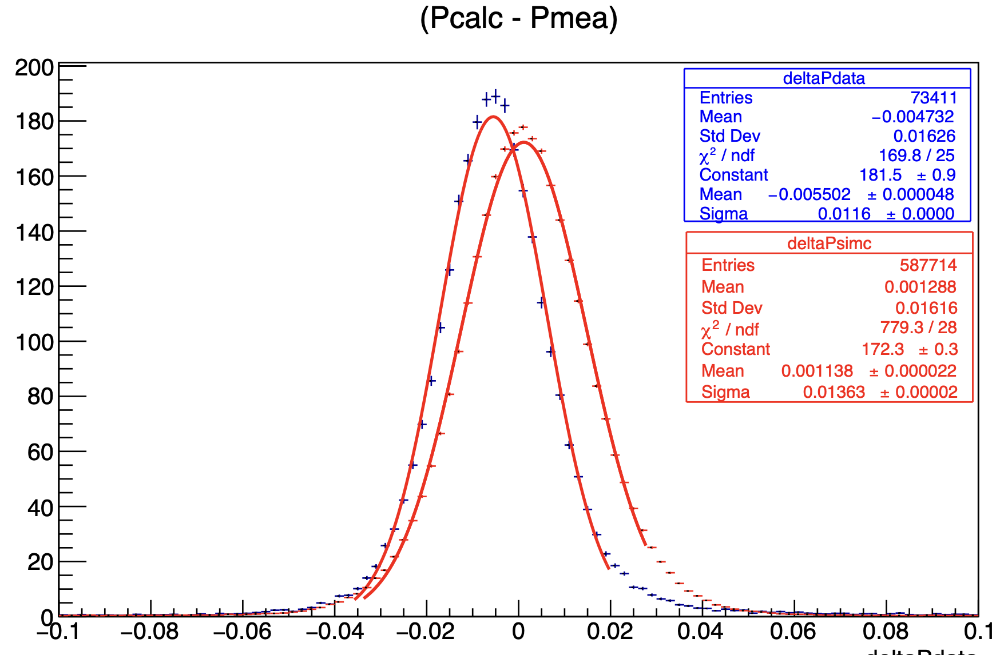 (Pcalc - Pmea)
200
180
160
140
120
100
80
60
40
20
0
deltaPdata
Entries 73411
Mean −0.004732
Std Dev 0.01626
χ² / ndf 169.8 / 25
Constant 181.5 ± 0.9
Mean −0.005502 ± 0.000048
Sigma 0.0116 ± 0.0000
deltaPsimc
Entries 587714
Mean 0.001288
Std Dev 0.01616
χ² / ndf 779.3 / 28
Constant 172.3 ± 0.3
Mean 0.001138 ± 0.000022
Sigma 0.01363 ± 0.00002
−0.1 −0.08 −0.06 −0.04 −0.02 0 0.02 0.04 0.06 0.08 0.1
deltaPdata